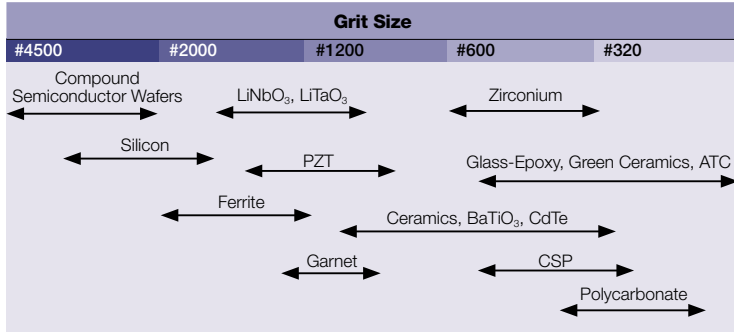 Grit Size
#4500 #2000 #1200 #600 #320
Compound
Semiconductor Wafers
LiNbO₃, LiTaO₃
Zirconium
Silicon
PZT
Glass-Epoxy, Green Ceramics, ATC
Ferrite
Ceramics, BaTiO₃, CdTe
Garnet
CSP
Polycarbonate